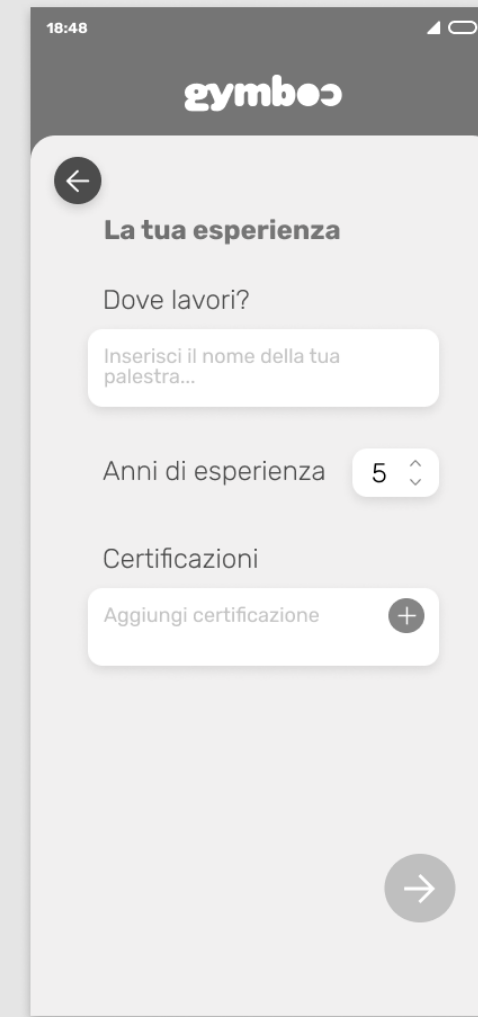 18:48
gymboo
La tua esperienza
Dove lavori?
Inserisci il nome della tua
palestra...
Anni di esperienza 5
Certificazioni
Aggiungi certificazione